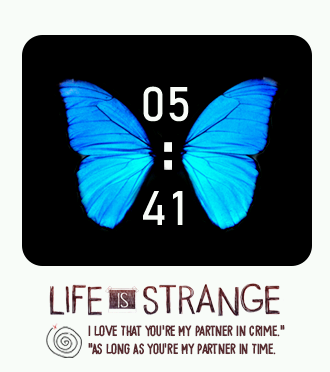 05
:
41
LIFE IS STRANGE
I LOVE THAT YOU'RE MY PARTNER IN CRIME."
"AS LONG AS YOU'RE MY PARTNER IN TIME.